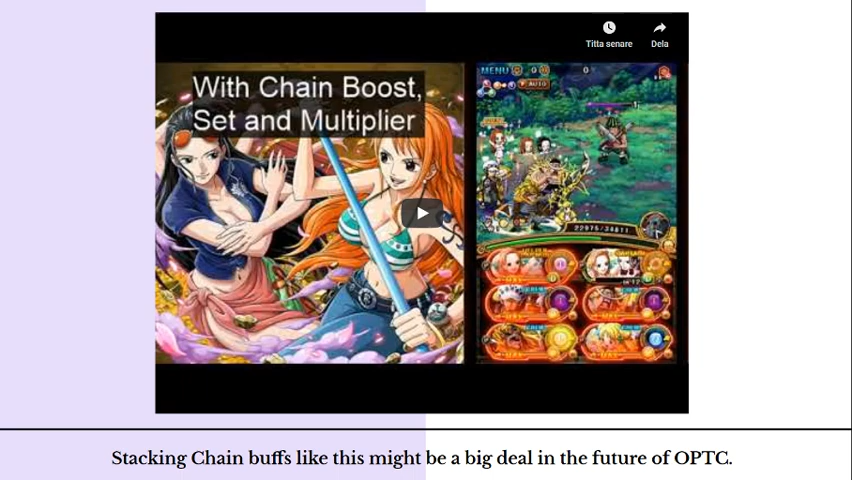 Titta senare
Dela
With Chain Boost,
Set and Multiplier
MENU
AUTO
22975/34811
Stacking Chain buffs like this might be a big deal in the future of OPTC.